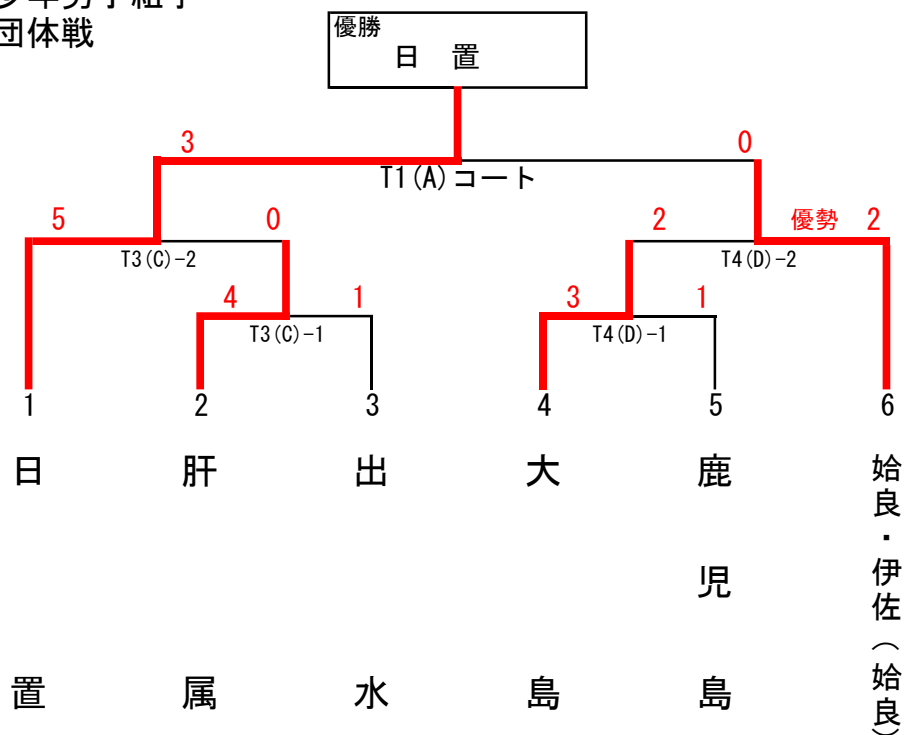 団体戦
優勝
日 置
3
0
T1(A)コート
5
0
2
優勢 2
T3(C)-2
T4(D)-2
4
1
3
1
T3(C)-1
T4(D)-1
1
2
3
4
5
6
日置
肝属
出水
大島
鹿児島
姶良・伊佐(姶良)